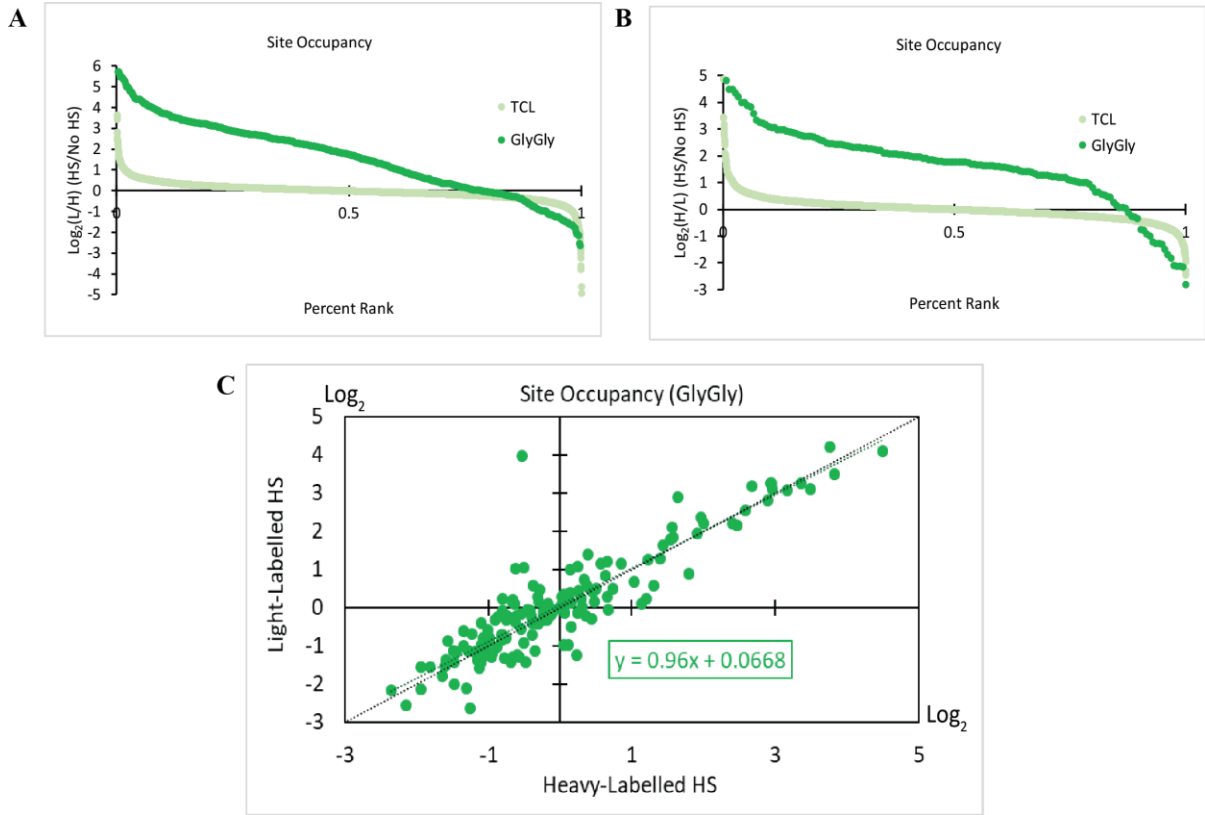 A
Site Occupancy
Log2(L/H) (HS/No HS)
6
5
4
3
2
1
0
-1
-2
-3
-4
-5
0
0.5
1
TCL
GlyGly
Percent Rank
B
Site Occupancy
Log2(H/L) (HS/No HS)
5
4
3
2
1
0
-1
-2
-3
0
0.5
1
TCL
GlyGly
Percent Rank
C
Log2
Site Occupancy (GlyGly)
Light-Labelled HS
5
4
3
2
1
0
-1
-2
-3
y = 0.96x + 0.0668
Log2
-3
-1
1
3
5
Heavy-Labelled HS